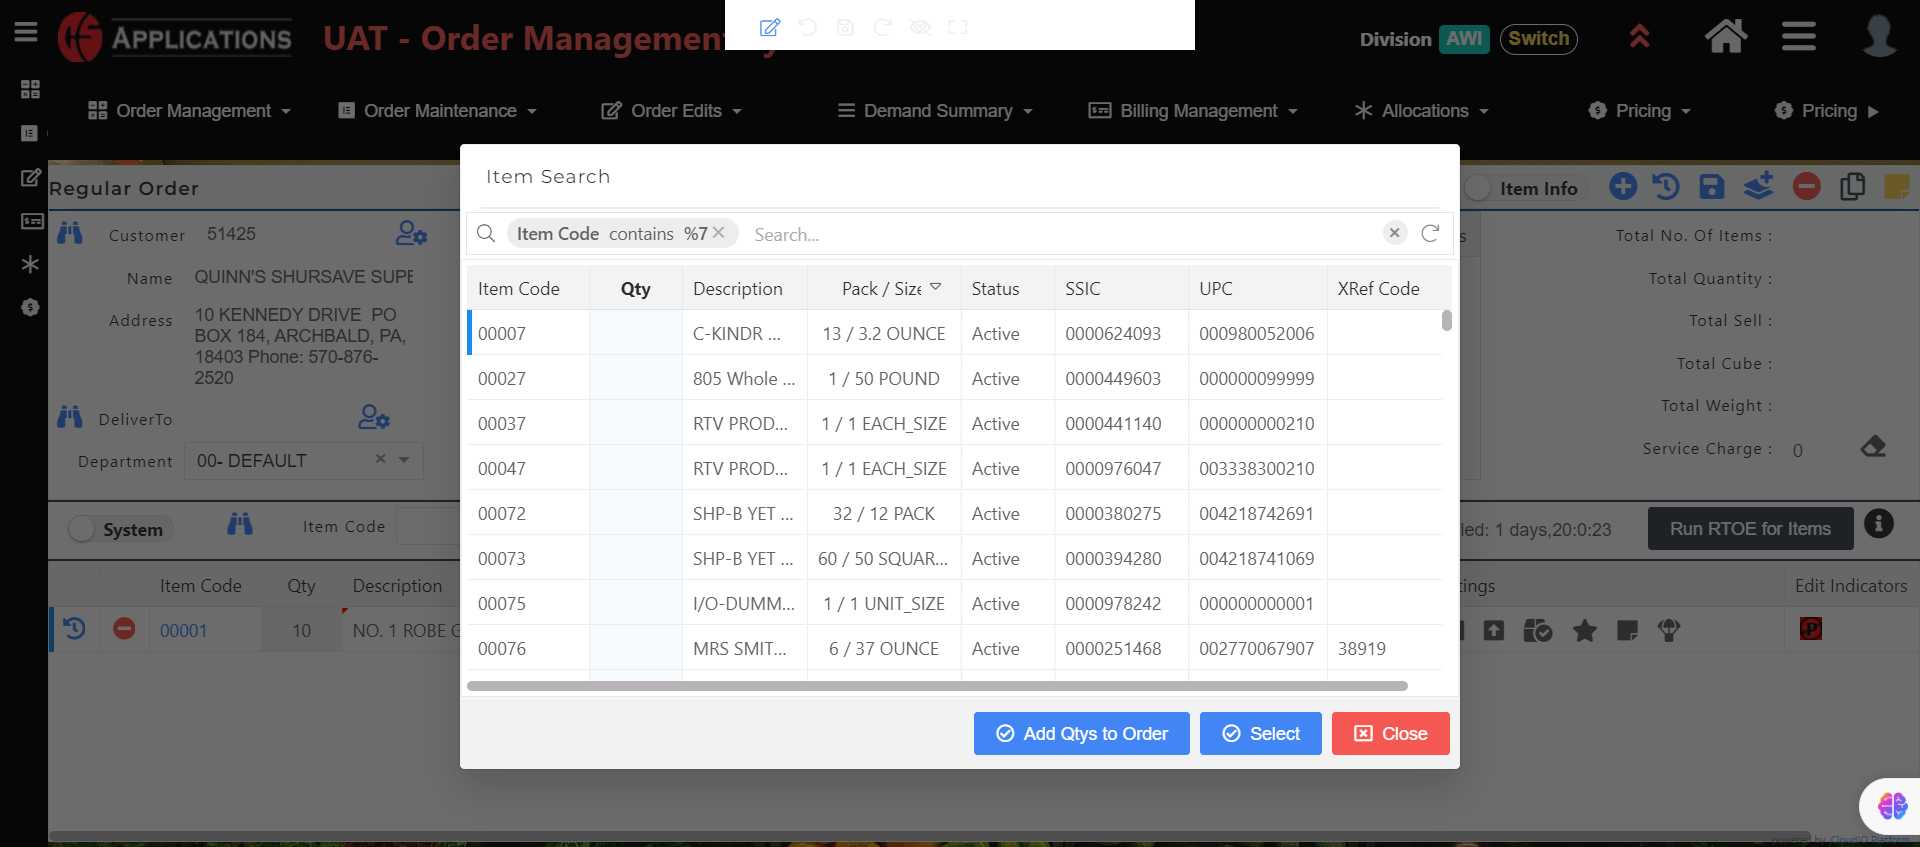 APPLICATIONS
UAT - Order Management
Division AWI Switch
Order Management
Order Maintenance
Order Edits
Demand Summary
Billing Management
Allocations
Pricing
Pricing
Regular Order
Item Info
Customer 51425
Name QUINN'S SHURSAVE SUPE
Address 10 KENNEDY DRIVE PO
BOX 184, ARCHBALD, PA,
18403 Phone: 570-876-
2520
DeliverTo
Department 00- DEFAULT
Total No. Of Items :
Total Quantity :
Total Sell :
Total Cube :
Total Weight :
Service Charge : 0
System
Item Code
led: 1 days,20:0:23
Run RTOE for Items
Item Code Qty Description
tings
Edit Indicators
00001 10 NO. 1 ROBE G
Item Search
Item Code contains %7 Search...
Item Code Qty Description Pack / Size Status SSIC UPC XRef Code
00007 C-KINDR ... 13 / 3.2 OUNCE Active 0000624093 000980052006
00027 805 Whole ... 1 / 50 POUND Active 0000449603 000000099999
00037 RTV PROD... 1 / 1 EACH_SIZE Active 0000441140 000000000210
00047 RTV PROD... 1 / 1 EACH_SIZE Active 0000976047 003338300210
00072 SHP-B YET ... 32 / 12 PACK Active 0000380275 004218742691
00073 SHP-B YET ... 60 / 50 SQUAR... Active 0000394280 004218741069
00075 I/O-DUMM... 1 / 1 UNIT_SIZE Active 0000978242 000000000001
00076 MRS SMIT... 6 / 37 OUNCE Active 0000251468 002770067907 38919
Add Qtys to Order
Select
Close